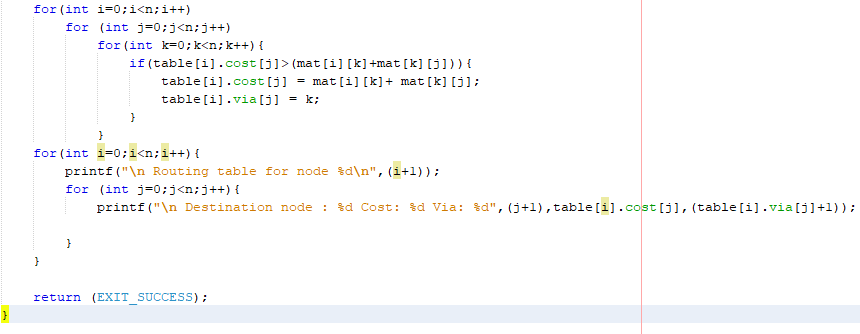 for(int i=0;i<n;i++)
for (int j=0;j<n;j++)
for(int k=0;k<n;k++){
if(table[i].cost[j]>(mat[i][k]+mat[k][j])){
table[i].cost[j] = mat[i][k]+ mat[k][j];
table[i].via[j] = k;
}
}
for(int i=0;i<n;i++){
printf("\n Routing table for node %d\n",(i+1));
for (int j=0;j<n;j++){
printf("\n Destination node : %d Cost: %d Via: %d",(j+1),table[i].cost[j],(table[i].via[j]+1));
}
}
return (EXIT_SUCCESS);
}